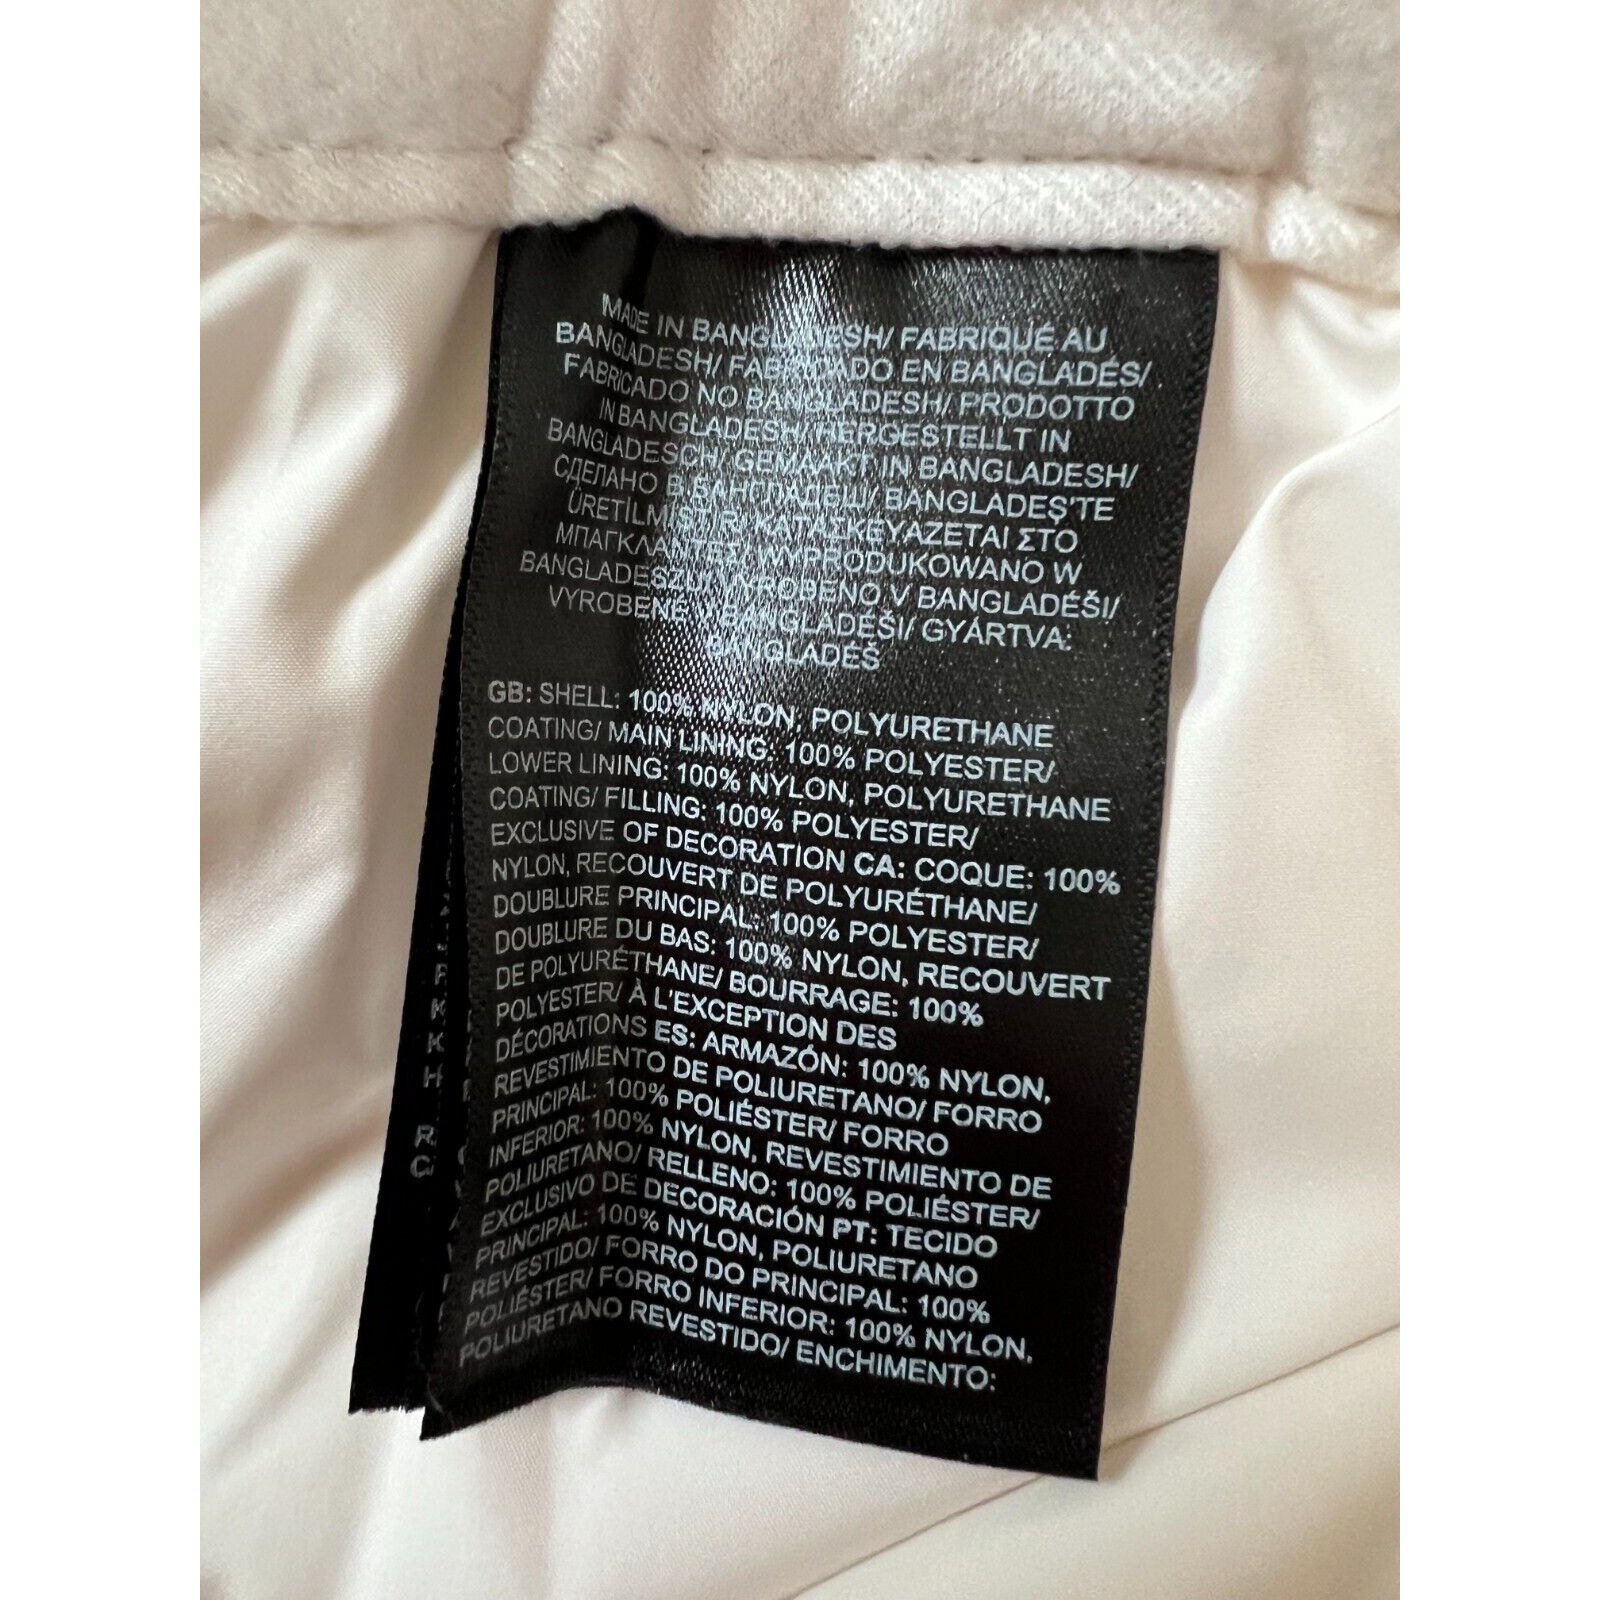 MADE IN BANGLADESH/ FABRIQUÉ AU
BANGLADESH/ FABRICADO EN BANGLADÉS/
FABRICADO NO BANGLADESH/ PRODOTTO
IN BANGLADESH/ HERGESTELLT IN
BANGLADESCH/ GEMAAKT IN BANGLADESH/
СДЕЛАНО В БАНГЛАДЕШ/ BANGLADEŞ'TE
ÜRETİLMİŞTİR/ ΚΑΤΑΣΚΕΥΑΖΕΤΑΙ ΣΤΟ
ΜΠΑΓΚΛΑΝΤΕΣ/ WYPRODUKOWANO W
BANGLADESZU/ VYROBENO V BANGLADÉŠI/
VYROBENÉ V BANGLADÉŠI/ GYÁRTVA:
BANGLADÉŠ
GB: SHELL: 100% NYLON, POLYURETHANE
COATING/ MAIN LINING: 100% POLYESTER/
LOWER LINING: 100% NYLON, POLYURETHANE
COATING/ FILLING: 100% POLYESTER/
EXCLUSIVE OF DECORATION CA: COQUE: 100%
NYLON, RECOUVERT DE POLYURÉTHANE/
DOUBLURE PRINCIPAL: 100% POLYESTER/
DOUBLURE DU BAS: 100% NYLON, RECOUVERT
DE POLYURÉTHANE/ BOURRAGE: 100%
POLYESTER/ À L'EXCEPTION DES
DÉCORATIONS ES: ARMAZÓN: 100% NYLON,
REVESTIMIENTO DE POLIURETANO/ FORRO
PRINCIPAL: 100% POLIÉSTER/ FORRO
INFERIOR: 100% NYLON, REVESTIMIENTO DE
POLIURETANO/ RELLENO: 100% POLIÉSTER/
EXCLUSIVO DE DECORACIÓN PT: TECIDO
PRINCIPAL: 100% NYLON, POLIURETANO
REVESTIDO/ FORRO DO PRINCIPAL: 100%
POLIÉSTER/ FORRO INFERIOR: 100% NYLON,
POLIURETANO REVESTIDO/ ENCHIMENTO: